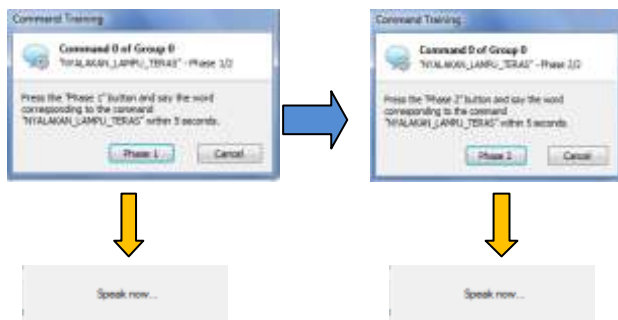 Command Training
Command 0 of Group 0
"NYALAKAN_LAMPU_TERAS" - Phase 1/2
Press the "Phase 1" button and say the word
corresponding to the command
"NYALAKAN_LAMPU_TERAS" within 5 seconds.
Phase 1
Cancel
Speak now...
Command Training
Command 0 of Group 0
"NYALAKAN_LAMPU_TERAS" - Phase 2/2
Press the "Phase 2" button and say the word
corresponding to the command
"NYALAKAN_LAMPU_TERAS" within 5 seconds.
Phase 2
Cancel
Speak now...